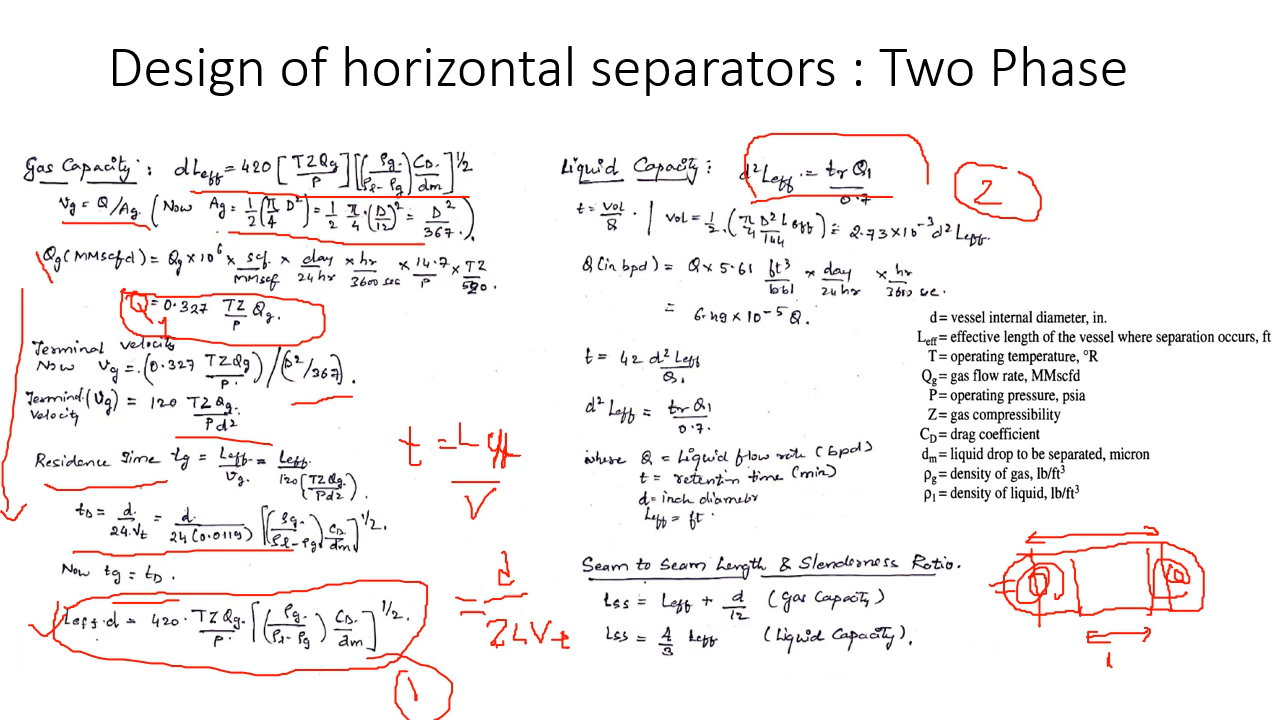 Design of horizontal separators : Two Phase
Gas Capacity : dLeff = 420 [TZQg/P] [(ρg/ρl-ρg) CD/dm]^1/2
Vg = Q/Ag. (Now Ag = 1/2 (π/4 D²) = 1/2 π/4 · (D/12)² = D²/367.)
Qg (MMscfd) = Qg × 10⁶ × scf/MMscf × day/24hr × hr/3600 sec × 14.7/P × TZ/520.
Q = 0.327 TZ/P Qg.
1
Terminal velocity
Now Vg = (0.327 TZQg/P) / (D²/367).
Termind. (Vg) = 120 TZQg/Pd²
velocity
Residence Time tg = Leff/Vg = Leff/120(TZQg/Pd²).
tD = d/24.Vt = d/24(0.0119) [(ρg/ρl-ρg) CD/dm]^1/2.
Now tg = tD.
Leff.d = 420. TZQg/P [(ρg/ρl-ρg) CD/dm]^1/2.
1
t = Leff/V
= d/24Vt
Liquid Capacity : d²Leff = tr Ql/0.7
2
t = Vol/Q. | Vol = 1/2. (π/4 D²/144 Leff) = 2.73×10⁻³ d² Leff.
Q (in bpd) = Q × 5.61 ft³/bbl × day/24hr × hr/3600 sec.
= 6.49 × 10⁻⁵ Q.
t = 42 d² Leff/Ql
d² Leff = tr Ql/0.7.
where Q = Liquid flow rate (bpd)
t = retention time (min)
d = inch diameter
Leff = ft
Seam to Seam Length & Slenderness Ratio.
Lss = Leff + d/12 (Gas Capacity)
Lss = 4/3 Leff (Liquid Capacity).
d = vessel internal diameter, in.
Leff = effective length of the vessel where separation occurs, ft
T = operating temperature, °R
Qg = gas flow rate, MMscfd
P = operating pressure, psia
Z = gas compressibility
CD = drag coefficient
dm = liquid drop to be separated, micron
ρg = density of gas, lb/ft³
ρl = density of liquid, lb/ft³